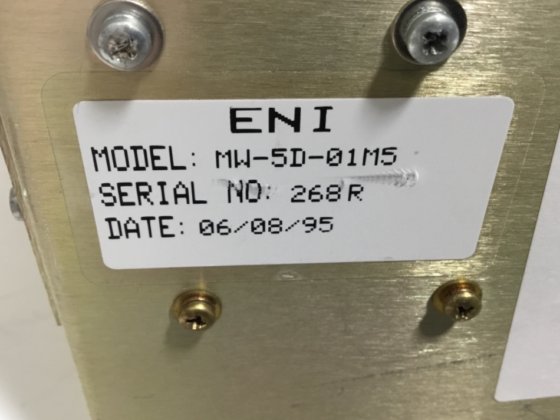 ENI
MODEL: MW-5D-01M5
SERIAL NO: 268R
DATE: 06/08/95